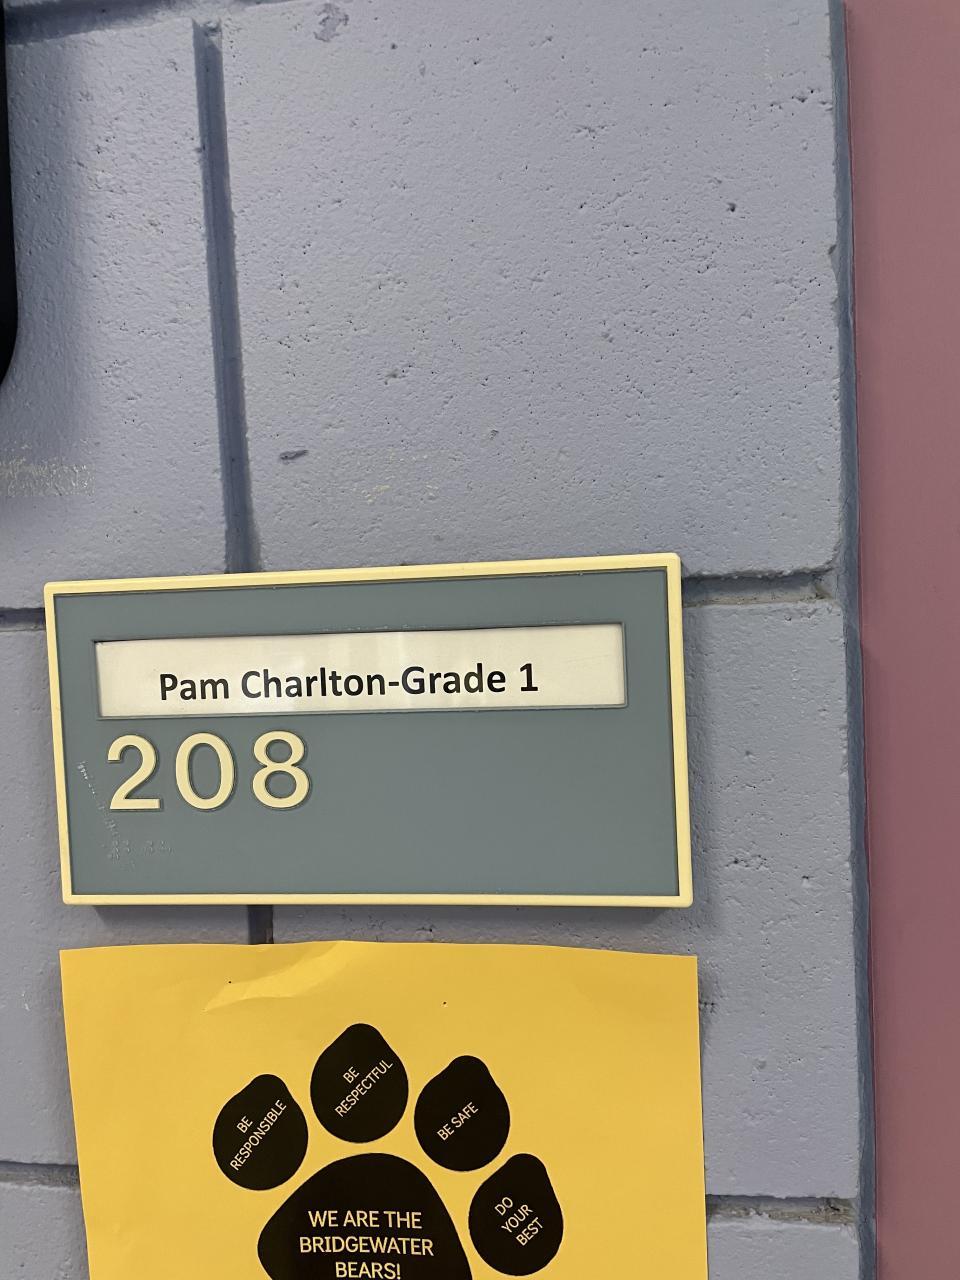 Pam Charlton-Grade 1
208
BE
RESPONSIBLE
BE
RESPECTFUL
BE SAFE
DO
YOUR
BEST
WE ARE THE
BRIDGEWATER
BEARS!